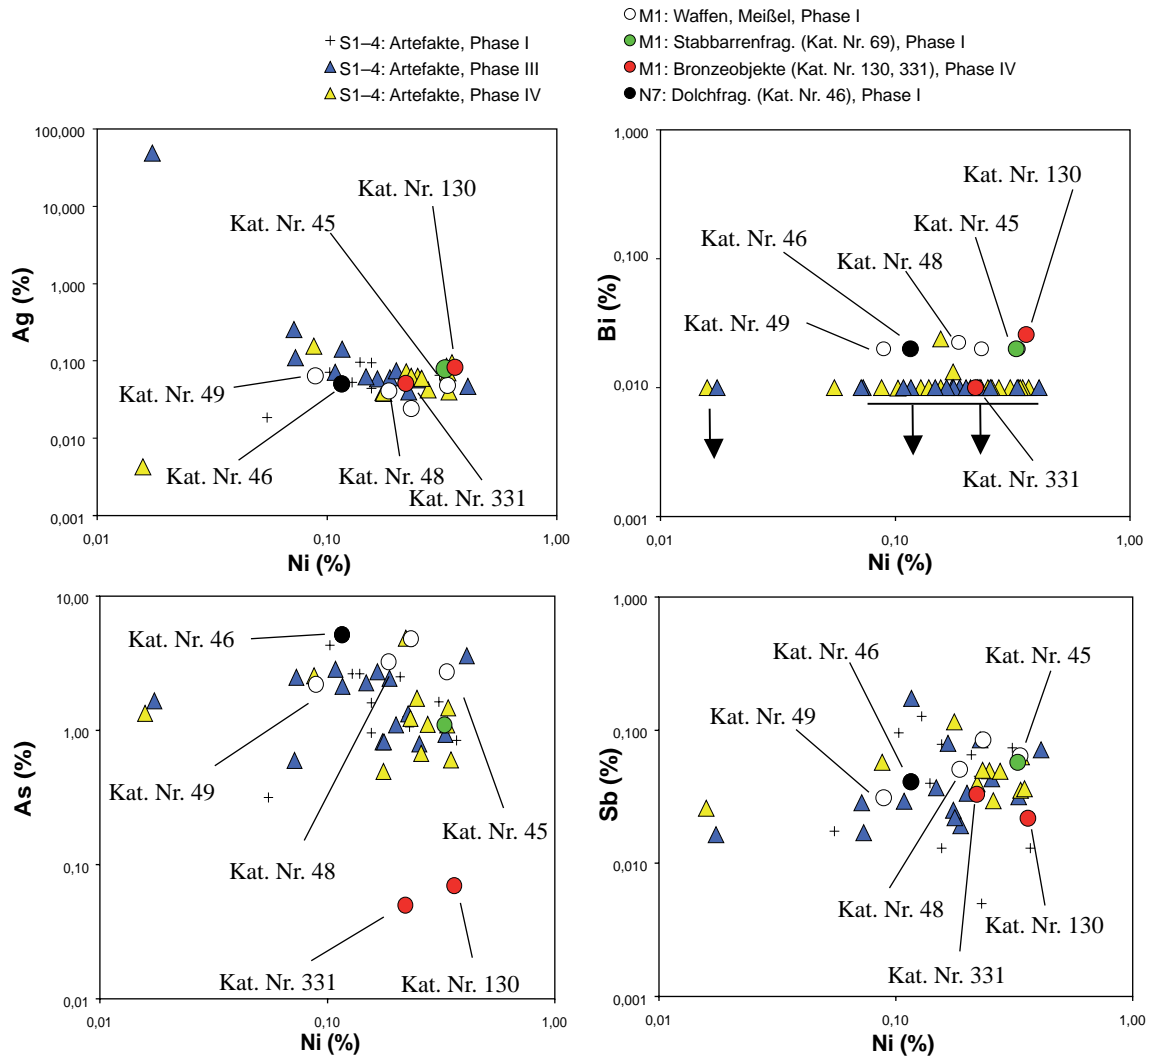 S1–4: Artefakte, Phase I
S1–4: Artefakte, Phase III
S1–4: Artefakte, Phase IV
M1: Waffen, Meißel, Phase I
M1: Stabbarrenfrag. (Kat. Nr. 69), Phase I
M1: Bronzeobjekte (Kat. Nr. 130, 331), Phase IV
N7: Dolchfrag. (Kat. Nr. 46), Phase I
100,000
10,000
1,000
0,100
0,010
0,001
Ag (%)
Kat. Nr. 130
Kat. Nr. 45
Kat. Nr. 49
Kat. Nr. 46
Kat. Nr. 48
Kat. Nr. 331
0,01
0,10
1,00
Ni (%)
1,000
0,100
0,010
0,001
Bi (%)
Kat. Nr. 130
Kat. Nr. 45
Kat. Nr. 46
Kat. Nr. 48
Kat. Nr. 49
Kat. Nr. 331
0,01
0,10
1,00
Ni (%)
10,00
1,00
0,10
0,01
As (%)
Kat. Nr. 46
Kat. Nr. 49
Kat. Nr. 45
Kat. Nr. 48
Kat. Nr. 331
Kat. Nr. 130
0,01
0,10
1,00
Ni (%)
1,000
0,100
0,010
0,001
Sb (%)
Kat. Nr. 46
Kat. Nr. 45
Kat. Nr. 49
Kat. Nr. 48
Kat. Nr. 130
Kat. Nr. 331
0,01
0,10
1,00
Ni (%)